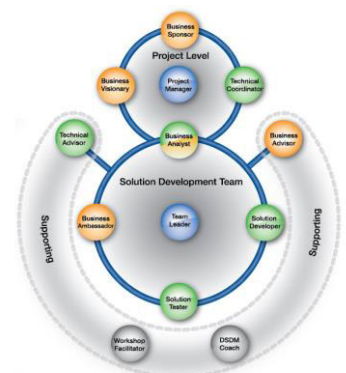 Business
Sponsor
Project Level
Business
Visionary
Project
Manager
Technical
Coordinator
Technical
Advisor
Business
Analyst
Business
Advisor
Solution Development Team
Supporting
Business
Ambassador
Team
Leader
Solution
Developer
Supporting
Solution
Tester
Workshop
Facilitator
DSDM
Coach